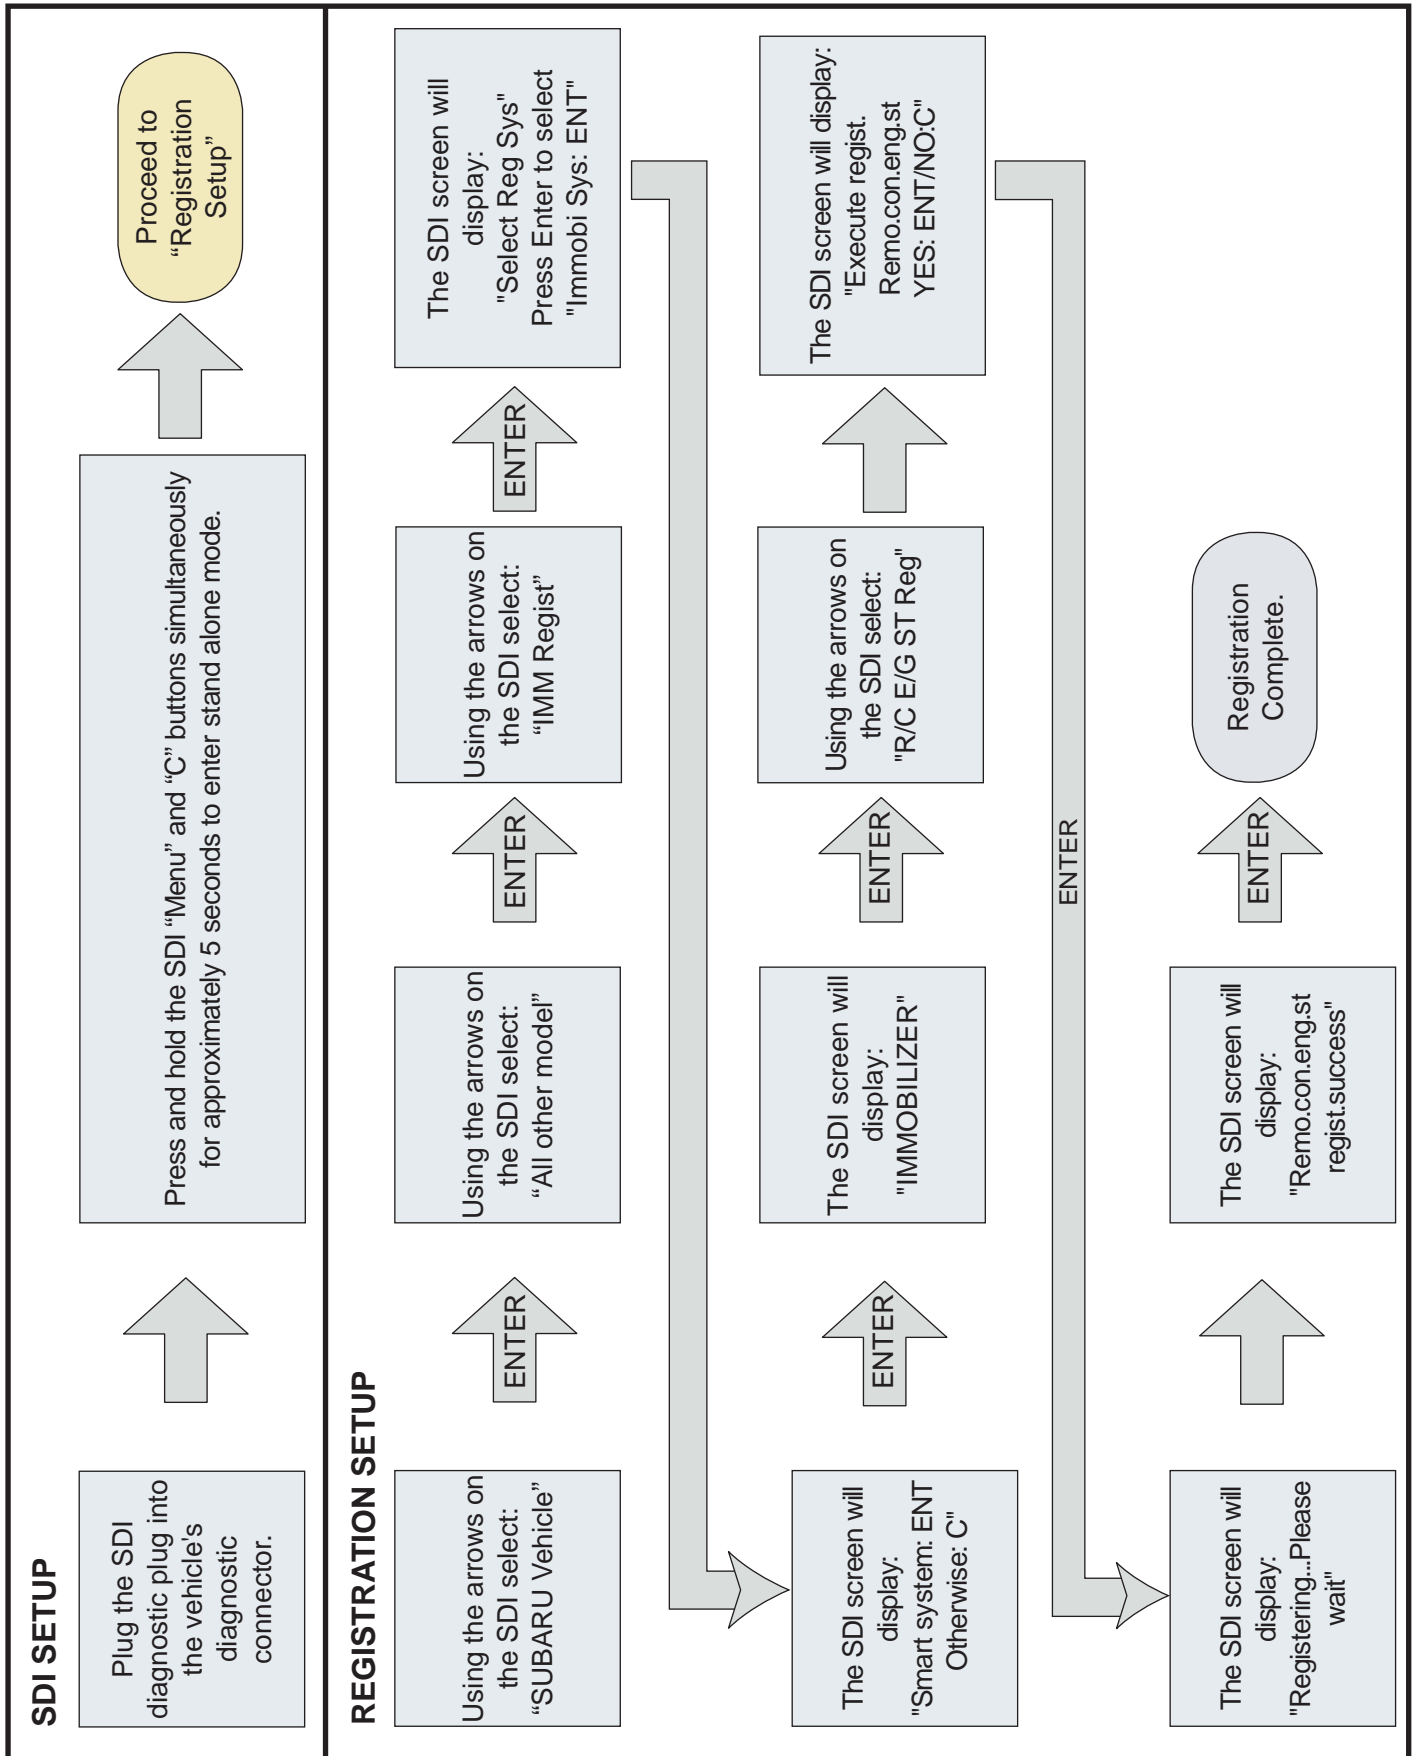 SDI SETUP
Plug the SDI
diagnostic plug into
the vehicle's
diagnostic
connector.
Press and hold the SDI “Menu” and “C” buttons simultaneously
for approximately 5 seconds to enter stand alone mode.
Proceed to
“Registration
Setup”
REGISTRATION SETUP
Using the arrows on
the SDI select:
“SUBARU Vehicle”
ENTER
Using the arrows on
the SDI select:
“All other model”
ENTER
Using the arrows on
the SDI select:
“IMM Regist”
ENTER
The SDI screen will
display:
"Select Reg Sys"
Press Enter to select
"Immobi Sys: ENT"
The SDI screen will
display:
"Smart system: ENT
Otherwise: C"
ENTER
The SDI screen will
display:
"IMMOBILIZER"
ENTER
Using the arrows on
the SDI select:
"R/C E/G ST Reg"
The SDI screen will display:
"Execute regist.
Remo.con.eng.st
YES: ENT/NO:C"
ENTER
The SDI screen will
display:
"Registering...Please
wait"
The SDI screen will
display:
"Remo.con.eng.st
regist.success"
ENTER
Registration
Complete.